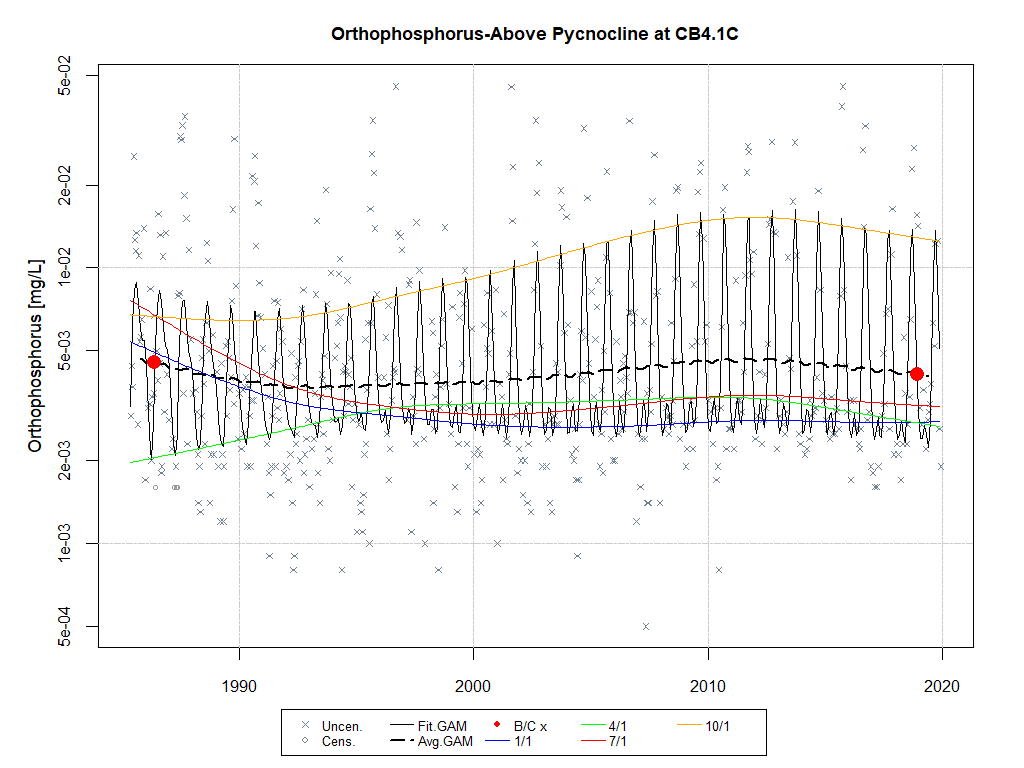 Orthophosphorus-Above Pycnocline at CB4.1C
Orthophosphorus [mg/L]
5e-02
2e-02
1e-02
5e-03
2e-03
1e-03
5e-04
1990 2000 2010 2020
Uncen. Fit.GAM B/C x 4/1 10/1
Cens. Avg.GAM 1/1 7/1